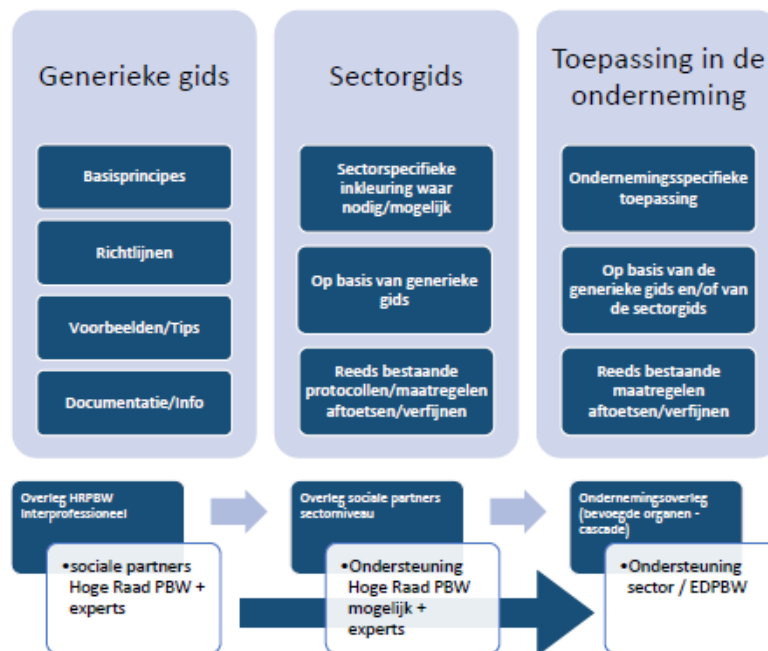 Generieke gids
Basisprincipes
Richtlijnen
Voorbeelden/Tips
Documentatie/Info
Sectorgids
Sectorspecifieke
inkleuring waar
nodig/mogelijk
Op basis van generieke
gids
Reeds bestaande
protocollen/maatregelen
aftoetsen/verfijnen
Toepassing in de
onderneming
Ondernemingsspecifieke
toepassing
Op basis van de
generieke gids en/of van
de sectorgids
Reeds bestaande
maatregelen
aftoetsen/verfijnen
Overleg HRPBW
Interprofessioneel
•sociale partners
Hoge Raad PBW +
experts
Overleg sociale partners
sectorniveau
•Ondersteuning
Hoge Raad PBW
mogelijk +
experts
Ondernemingsoverleg
(bevoegde organen -
cascade)
•Ondersteuning
sector / EDPBW